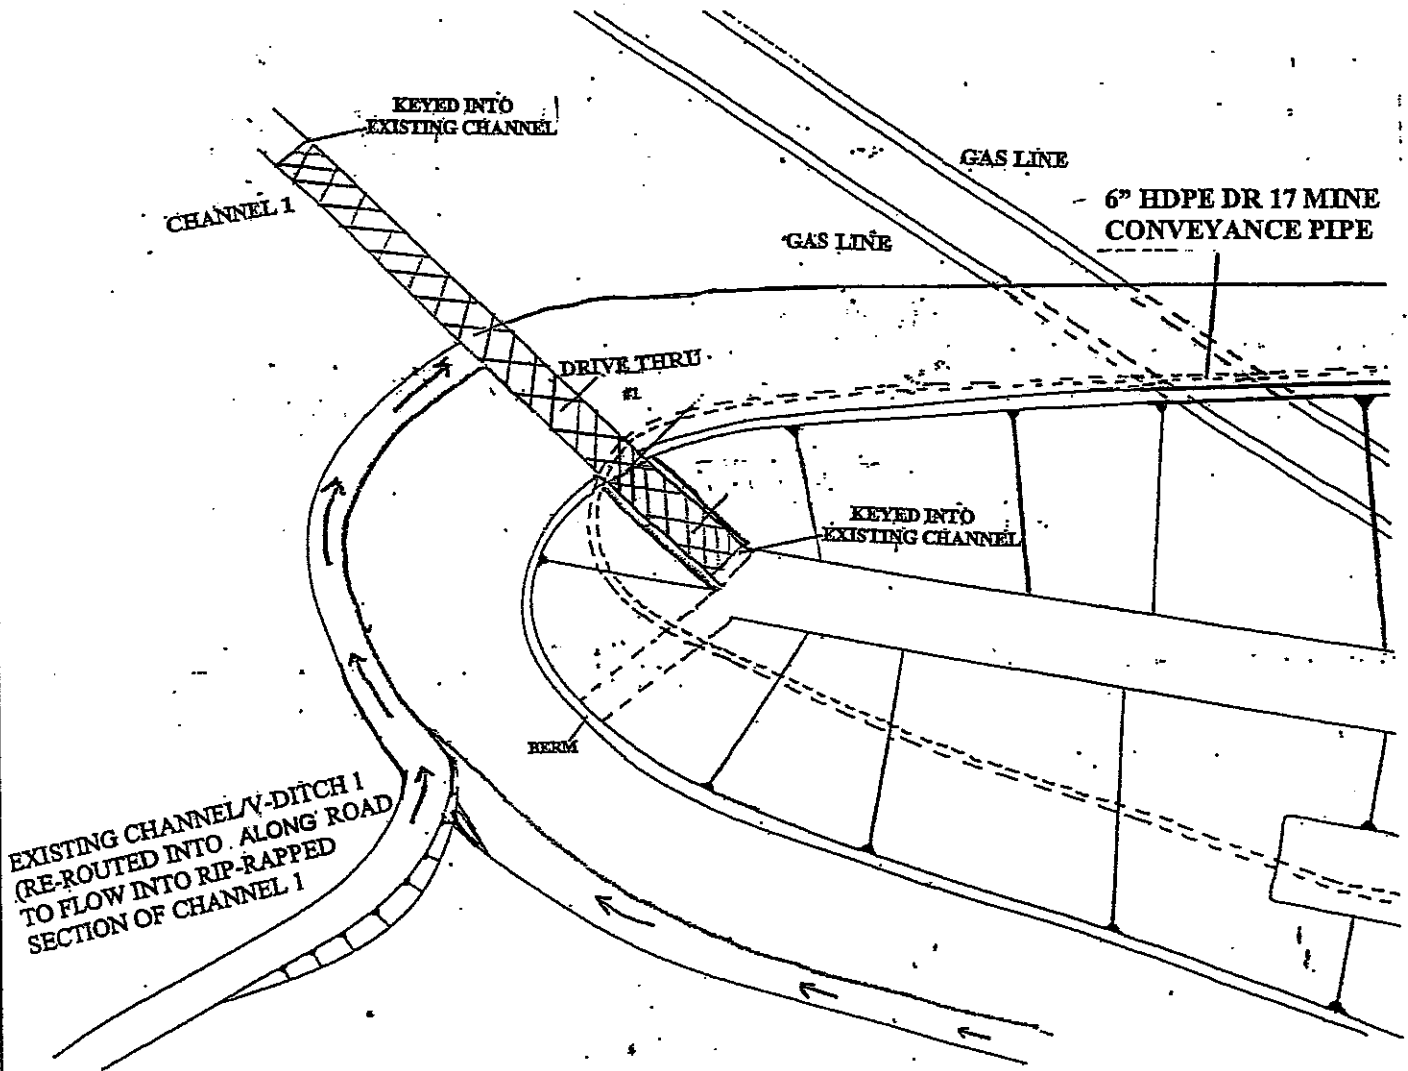 KEYED INTO
EXISTING CHANNEL
CHANNEL 1
GAS LINE
6” HDPE DR 17 MINE
CONVEYANCE PIPE
GAS LINE
DRIVE THRU
#1
KEYED INTO
EXISTING CHANNEL
BERM
EXISTING CHANNEL/V-DITCH 1
(RE-ROUTED INTO ALONG ROAD
TO FLOW INTO RIP-RAPPED
SECTION OF CHANNEL 1